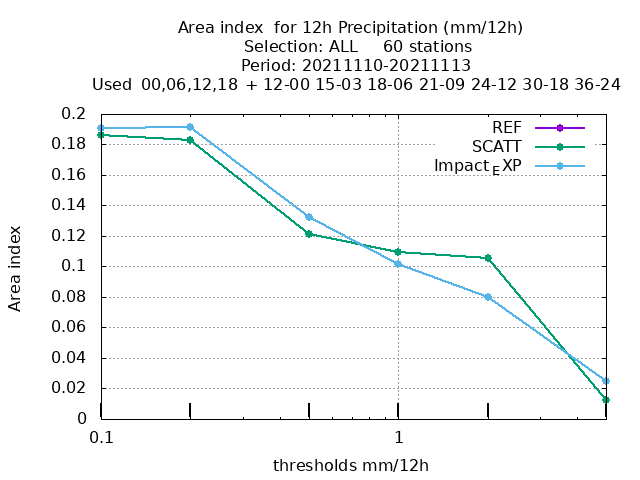 Area index  for 12h Precipitation (mm/12h)
Selection: ALL     60 stations
Period: 20211110-20211113
Used  00,06,12,18  + 12-00 15-03 18-06 21-09 24-12 30-18 36-24
0.2
0.18
0.16
0.14
0.12
0.1
0.08
0.06
0.04
0.02
0
REF
SCATT
Impact_EXP
Area index
0.1
1
thresholds mm/12h